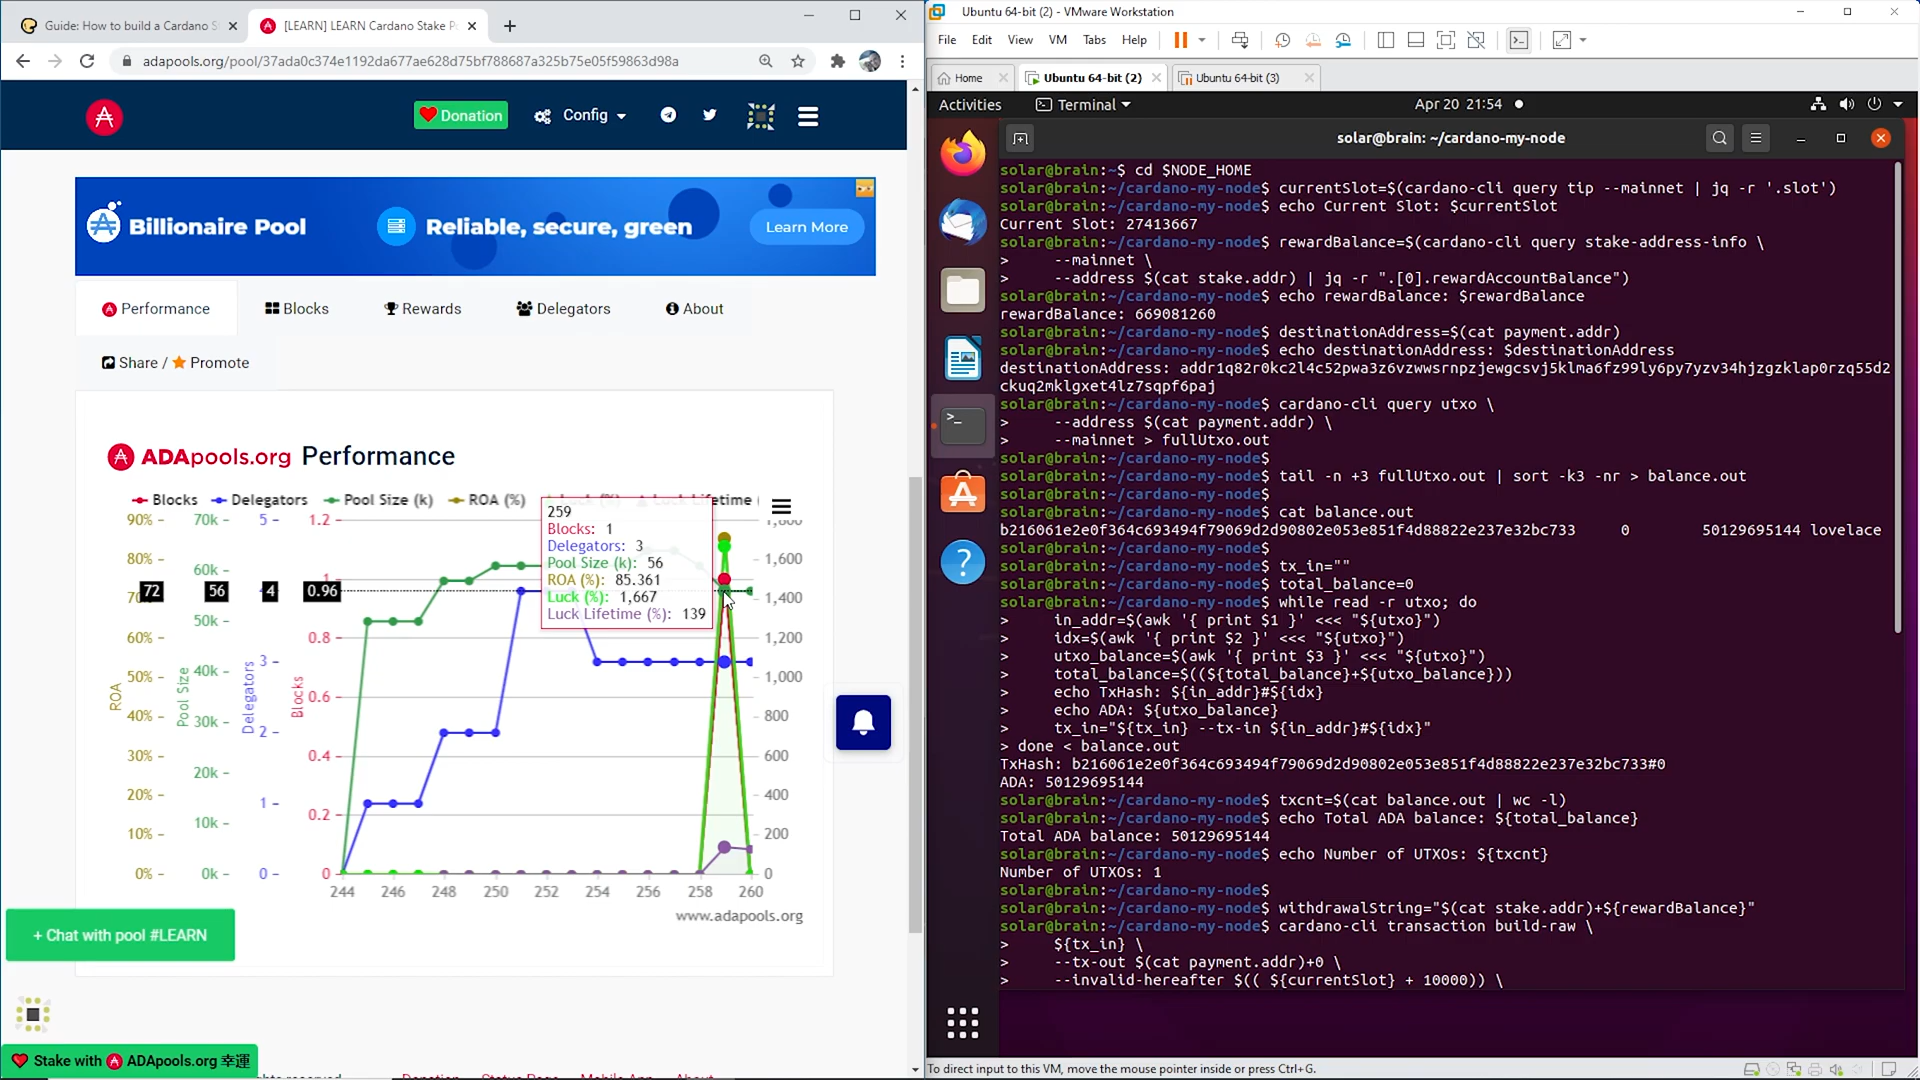 Guide: How to build a Cardano S
[LEARN] LEARN Cardano Stake P
adapools.org/pool/37ada0c374e1192da677ae628d75bf788687a325b75e05f59863d98a
Donation
Config
Billionaire Pool
Reliable, secure, green
Learn More
Performance
Blocks
Rewards
Delegators
About
Share / Promote
ADApools.org Performance
Blocks Delegators Pool Size (k) ROA (%) Lifetime
259
Blocks: 1
Delegators: 3
Pool Size (k): 56
ROA (%): 85.361
Luck (%): 1,667
Luck Lifetime (%): 139
90% 70k 5 1.2
80% 1,600
60k
72 56 4 0.96
1,400
60% 50k 0.8 1,200
50% 40k 3 1,000
ROA
Pool Size
Delegators
Blocks
0.6
40% 30k 2 800
30% 0.4 600
20% 20k 1 400
10% 10k 0.2 200
0% 0k 0 0 0
244 246 248 250 252 254 256 258 260
www.adapools.org
+ Chat with pool #LEARN
Stake with ADApools.org 幸運
Ubuntu 64-bit (2) - VMware Workstation
File Edit View VM Tabs Help
Home
Ubuntu 64-bit (2)
Ubuntu 64-bit (3)
Activities
Terminal
Apr 20 21:54
solar@brain: ~/cardano-my-node
solar@brain:~$ cd $NODE_HOME
solar@brain:~/cardano-my-node$ currentSlot=$(cardano-cli query tip --mainnet | jq -r '.slot')
solar@brain:~/cardano-my-node$ echo Current Slot: $currentSlot
Current Slot: 27413667
solar@brain:~/cardano-my-node$ rewardBalance=$(cardano-cli query stake-address-info \
> --mainnet \
> --address $(cat stake.addr) | jq -r ".[0].rewardAccountBalance")
solar@brain:~/cardano-my-node$ echo rewardBalance: $rewardBalance
rewardBalance: 669081260
solar@brain:~/cardano-my-node$ destinationAddress=$(cat payment.addr)
solar@brain:~/cardano-my-node$ echo destinationAddress: $destinationAddress
destinationAddress: addr1q82r0kc2l4c52pwa3z6vzwwsrnpzjewgcsvj5klma6fz99ly6py7yzv34hjzgzklap0rzq55d2
ckuq2mklgxet4lz7sqpf6paj
solar@brain:~/cardano-my-node$ cardano-cli query utxo \
> --address $(cat payment.addr) \
> --mainnet > fullUtxo.out
solar@brain:~/cardano-my-node$
solar@brain:~/cardano-my-node$ tail -n +3 fullUtxo.out | sort -k3 -nr > balance.out
solar@brain:~/cardano-my-node$
solar@brain:~/cardano-my-node$ cat balance.out
b216061e2e0f364c693494f79069d2d90802e053e851f4d88822e237e32bc733 0 50129695144 lovelace
solar@brain:~/cardano-my-node$
solar@brain:~/cardano-my-node$ tx_in=""
solar@brain:~/cardano-my-node$ total_balance=0
solar@brain:~/cardano-my-node$ while read -r utxo; do
> in_addr=$(awk '{ print $1 }' <<< "${utxo}")
> idx=$(awk '{ print $2 }' <<< "${utxo}")
> utxo_balance=$(awk '{ print $3 }' <<< "${utxo}")
> total_balance=$((${total_balance}+${utxo_balance}))
> echo TxHash: ${in_addr}#${idx}
> echo ADA: ${utxo_balance}
> tx_in="${tx_in} --tx-in ${in_addr}#${idx}"
> done < balance.out
TxHash: b216061e2e0f364c693494f79069d2d90802e053e851f4d88822e237e32bc733#0
ADA: 50129695144
solar@brain:~/cardano-my-node$ txcnt=$(cat balance.out | wc -l)
solar@brain:~/cardano-my-node$ echo Total ADA balance: ${total_balance}
Total ADA balance: 50129695144
solar@brain:~/cardano-my-node$ echo Number of UTXOs: ${txcnt}
Number of UTXOs: 1
solar@brain:~/cardano-my-node$
solar@brain:~/cardano-my-node$ withdrawalString="$(cat stake.addr)+${rewardBalance}"
solar@brain:~/cardano-my-node$ cardano-cli transaction build-raw \
> ${tx_in} \
> --tx-out $(cat payment.addr)+0 \
> --invalid-hereafter $(( ${currentSlot} + 10000)) \
To direct input to this VM, move the mouse pointer inside or press Ctrl+G.